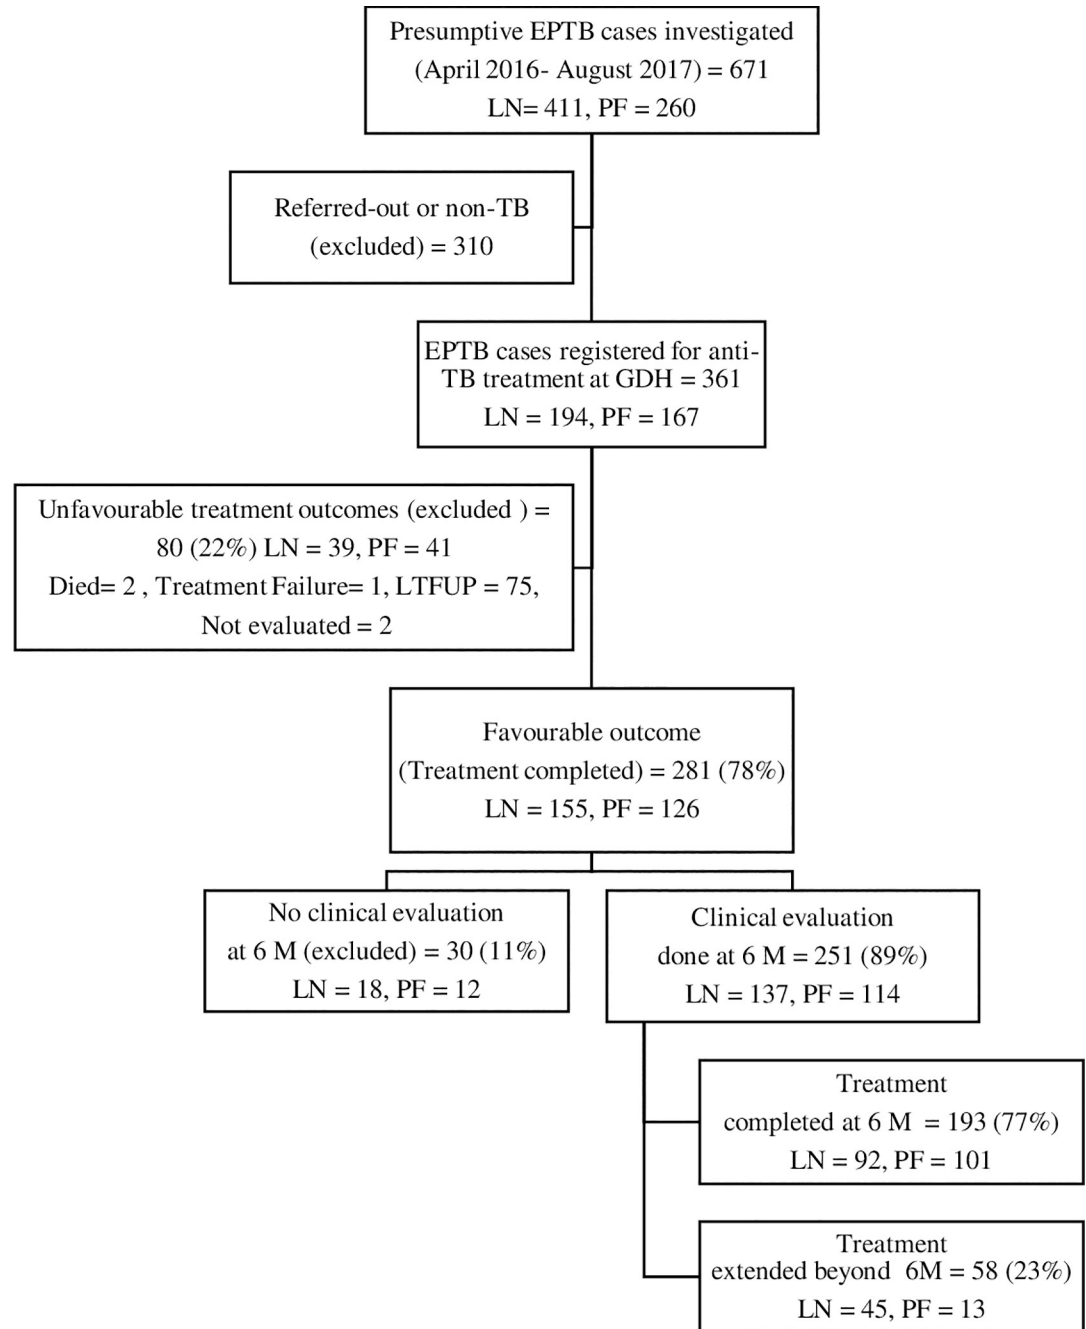 Presumptive EPTB cases investigated
(April 2016- August 2017) = 671
LN= 411, PF = 260
Referred-out or non-TB
(excluded) = 310
EPTB cases registered for anti-
TB treatment at GDH = 361
LN = 194, PF = 167
Unfavourable treatment outcomes (excluded ) =
80 (22%) LN = 39, PF = 41
Died= 2 , Treatment Failure= 1, LTFUP = 75,
Not evaluated = 2
Favourable outcome
(Treatment completed) = 281 (78%)
LN = 155, PF = 126
No clinical evaluation
at 6 M (excluded) = 30 (11%)
LN = 18, PF = 12
Clinical evaluation
done at 6 M = 251 (89%)
LN = 137, PF = 114
Treatment
completed at 6 M  = 193 (77%)
LN = 92, PF = 101
Treatment
extended beyond  6M = 58 (23%)
LN = 45, PF = 13